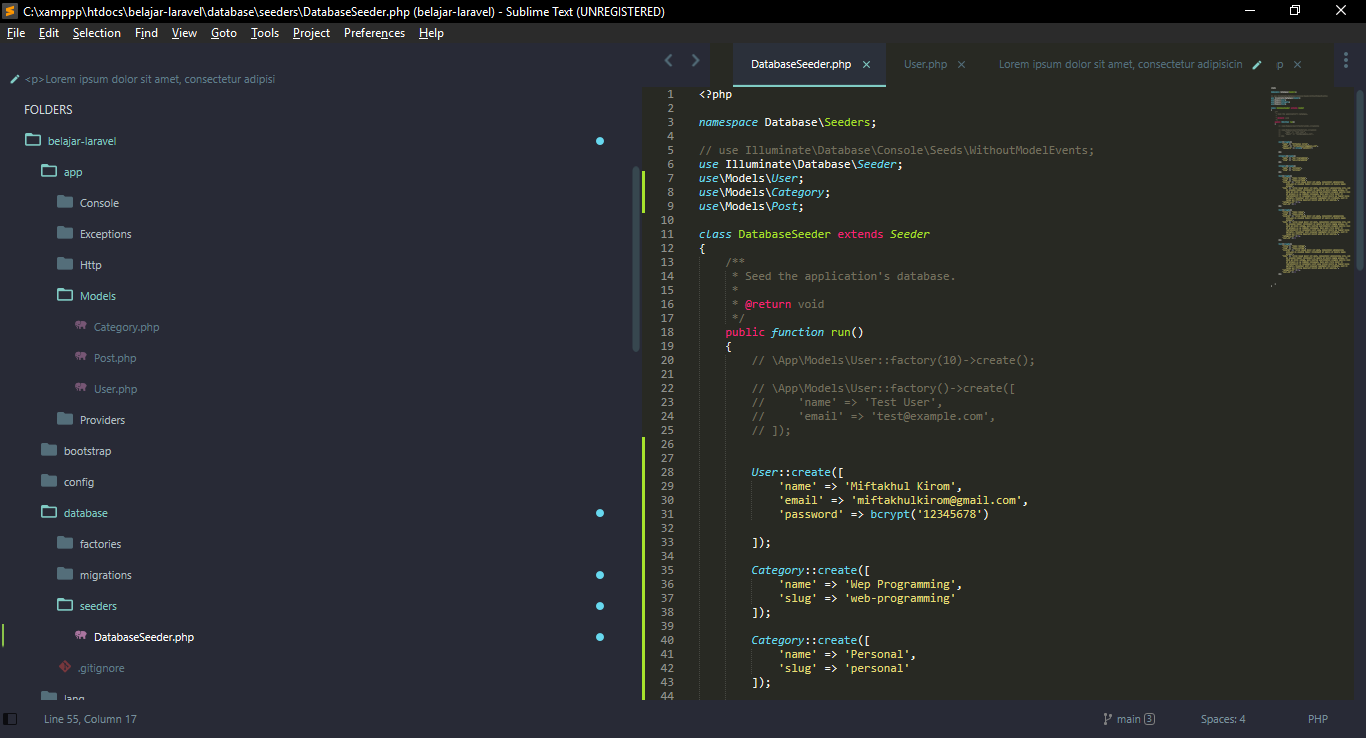 C:\xamppp\htdocs\belajar-laravel\database\seeders\DatabaseSeeder.php (belajar-laravel) - Sublime Text (UNREGISTERED)
File Edit Selection Find View Goto Tools Project Preferences Help
<p>Lorem ipsum dolor sit amet, consectetur adipisi
FOLDERS
belajar-laravel
app
Console
Exceptions
Http
Models
Category.php
Post.php
User.php
Providers
bootstrap
config
database
factories
migrations
seeders
DatabaseSeeder.php
.gitignore
lang
DatabaseSeeder.php × User.php × Lorem ipsum dolor sit amet, consectetur adipisicin p ×
1 <?php
2
3 namespace Database\Seeders;
4
5 // use Illuminate\Database\Console\Seeds\WithoutModelEvents;
6 use Illuminate\Database\Seeder;
7 use\Models\User;
8 use\Models\Category;
9 use\Models\Post;
10
11 class DatabaseSeeder extends Seeder
12 {
13 /**
14 * Seed the application's database.
15 *
16 * @return void
17 */
18 public function run()
19 {
20 // \App\Models\User::factory(10)->create();
21
22 // \App\Models\User::factory()->create([
23 // 'name' => 'Test User',
24 // 'email' => 'test@example.com',
25 // ]);
26
27
28 User::create([
29 'name' => 'Miftakhul Kirom',
30 'email' => 'miftakhulkirom@gmail.com',
31 'password' => bcrypt('12345678')
32
33 ]);
34
35 Category::create([
36 'name' => 'Wep Programming',
37 'slug' => 'web-programming'
38 ]);
39
40 Category::create([
41 'name' => 'Personal',
42 'slug' => 'personal'
43 ]);
44
Line 55, Column 17 main 3 Spaces: 4 PHP